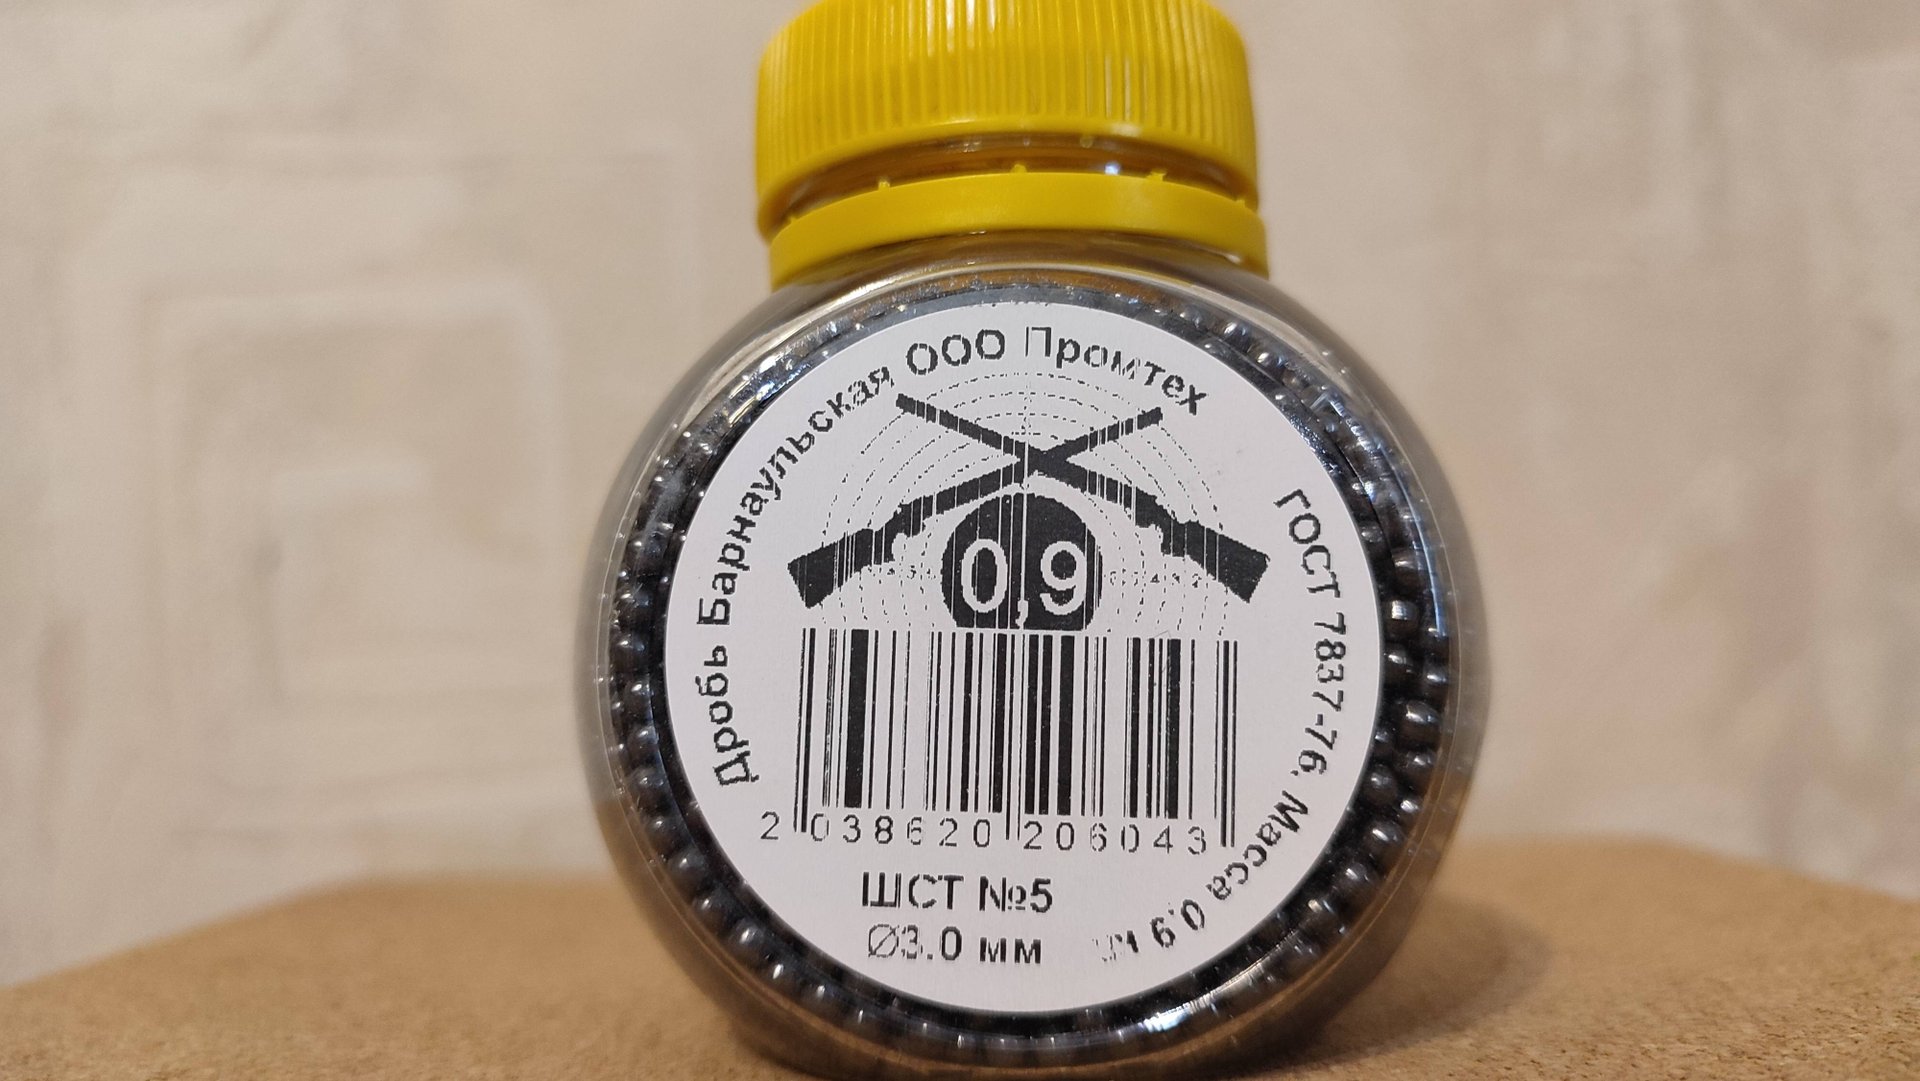 Дробь Барнаульская ООО Промтех
ГОСТ 7837-76. Масса 0,9 кг
0,9
2 038620 206043
ШСТ №5
Ø3.0 мм